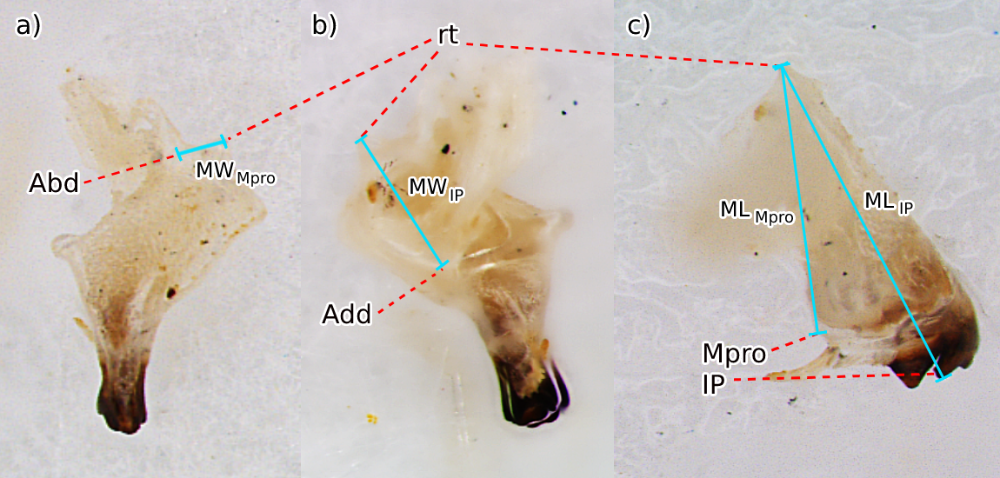 a)
b)
c)
rt
Abd
MW Mpro
MW IP
Add
ML Mpro
ML IP
Mpro
IP